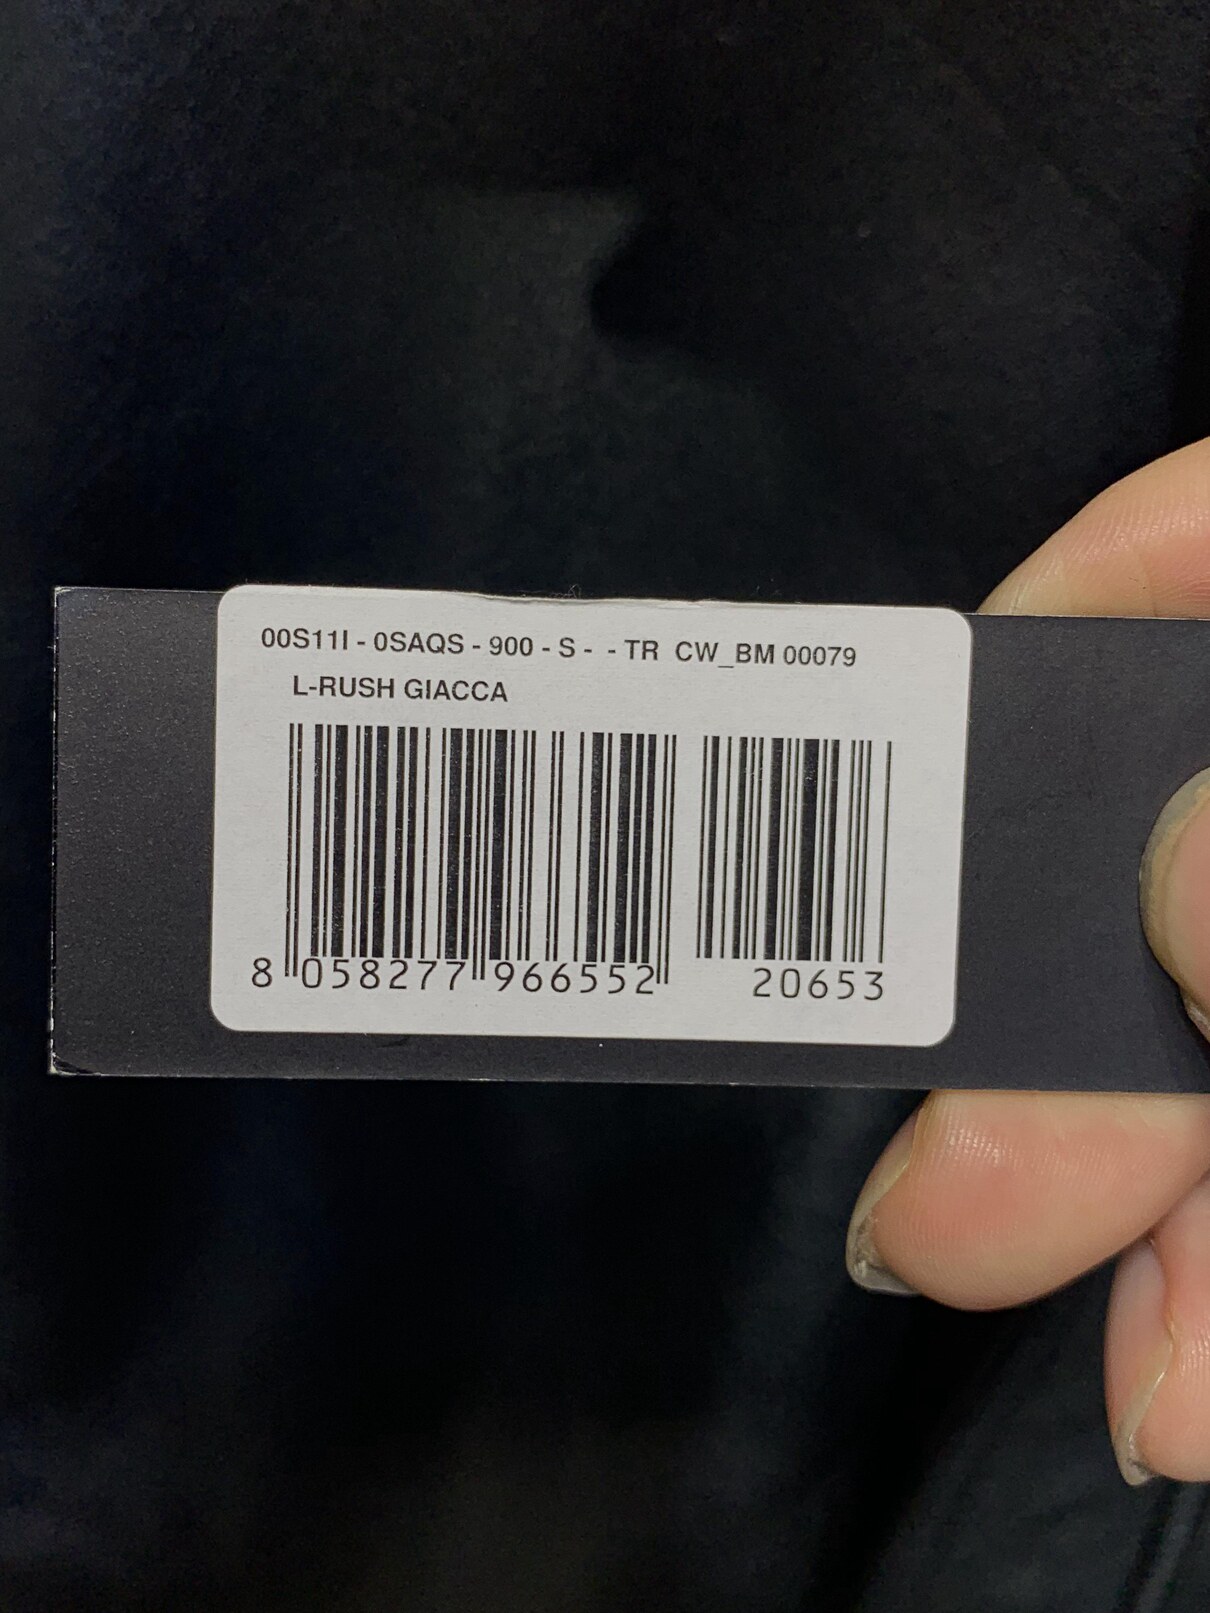 00S11I - 0SAQS - 900 - S - - TR CW_BM 00079
L-RUSH GIACCA
8 058277 966552 20653